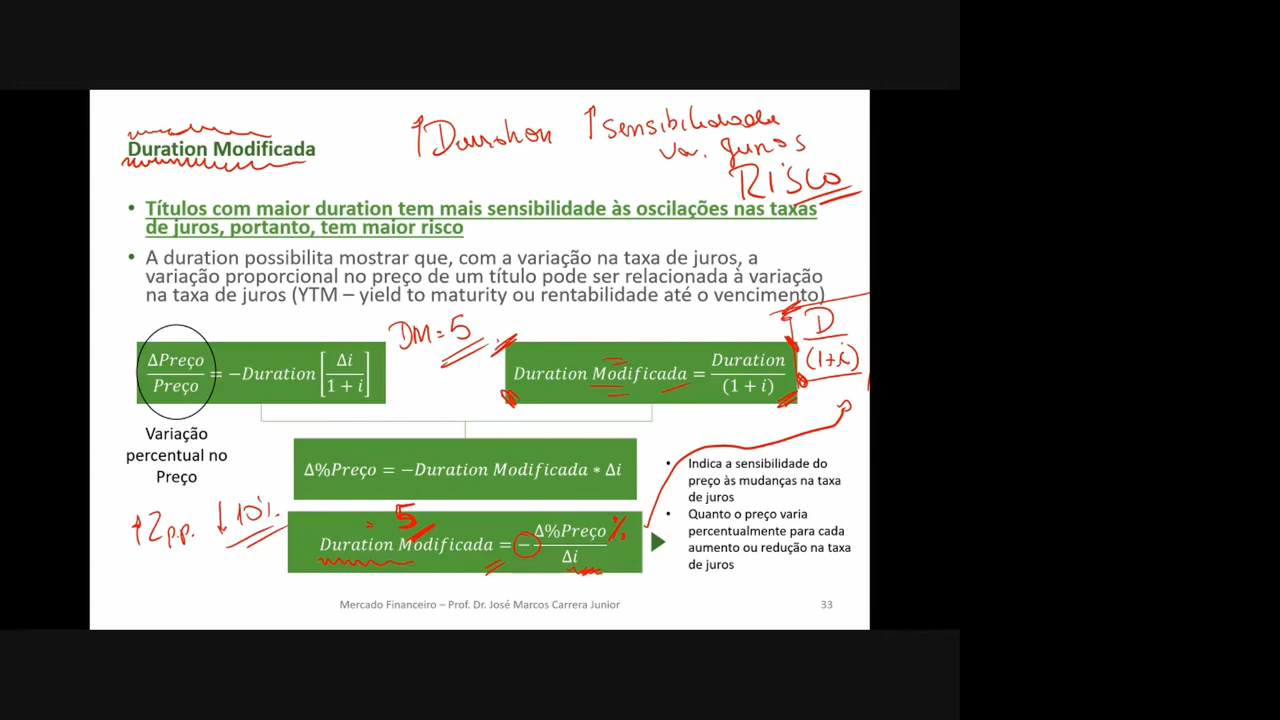 ↑Duration ↑sensibilidade
va. juros
RISCO
Duration Modificada
• Títulos com maior duration tem mais sensibilidade às oscilações nas taxas
de juros, portanto, tem maior risco
• A duration possibilita mostrar que, com a variação na taxa de juros, a
variação proporcional no preço de um título pode ser relacionada à variação
na taxa de juros (YTM – yield to maturity ou rentabilidade até o vencimento)
DM = 5
D/(1+i)
ΔPreço/Preço = −Duration [Δi/1 + i]
Duration Modificada = Duration/(1 + i)
Variação
percentual no
Preço
Δ%Preço = −Duration Modificada ∗ Δi
↑2 p.p. ↓10%
= 5
Duration Modificada = − Δ%Preço/Δi %
• Indica a sensibilidade do
preço às mudanças na taxa
de juros
• Quanto o preço varia
percentualmente para cada
aumento ou redução na taxa
de juros
Mercado Financeiro – Prof. Dr. José Marcos Carrera Junior
33